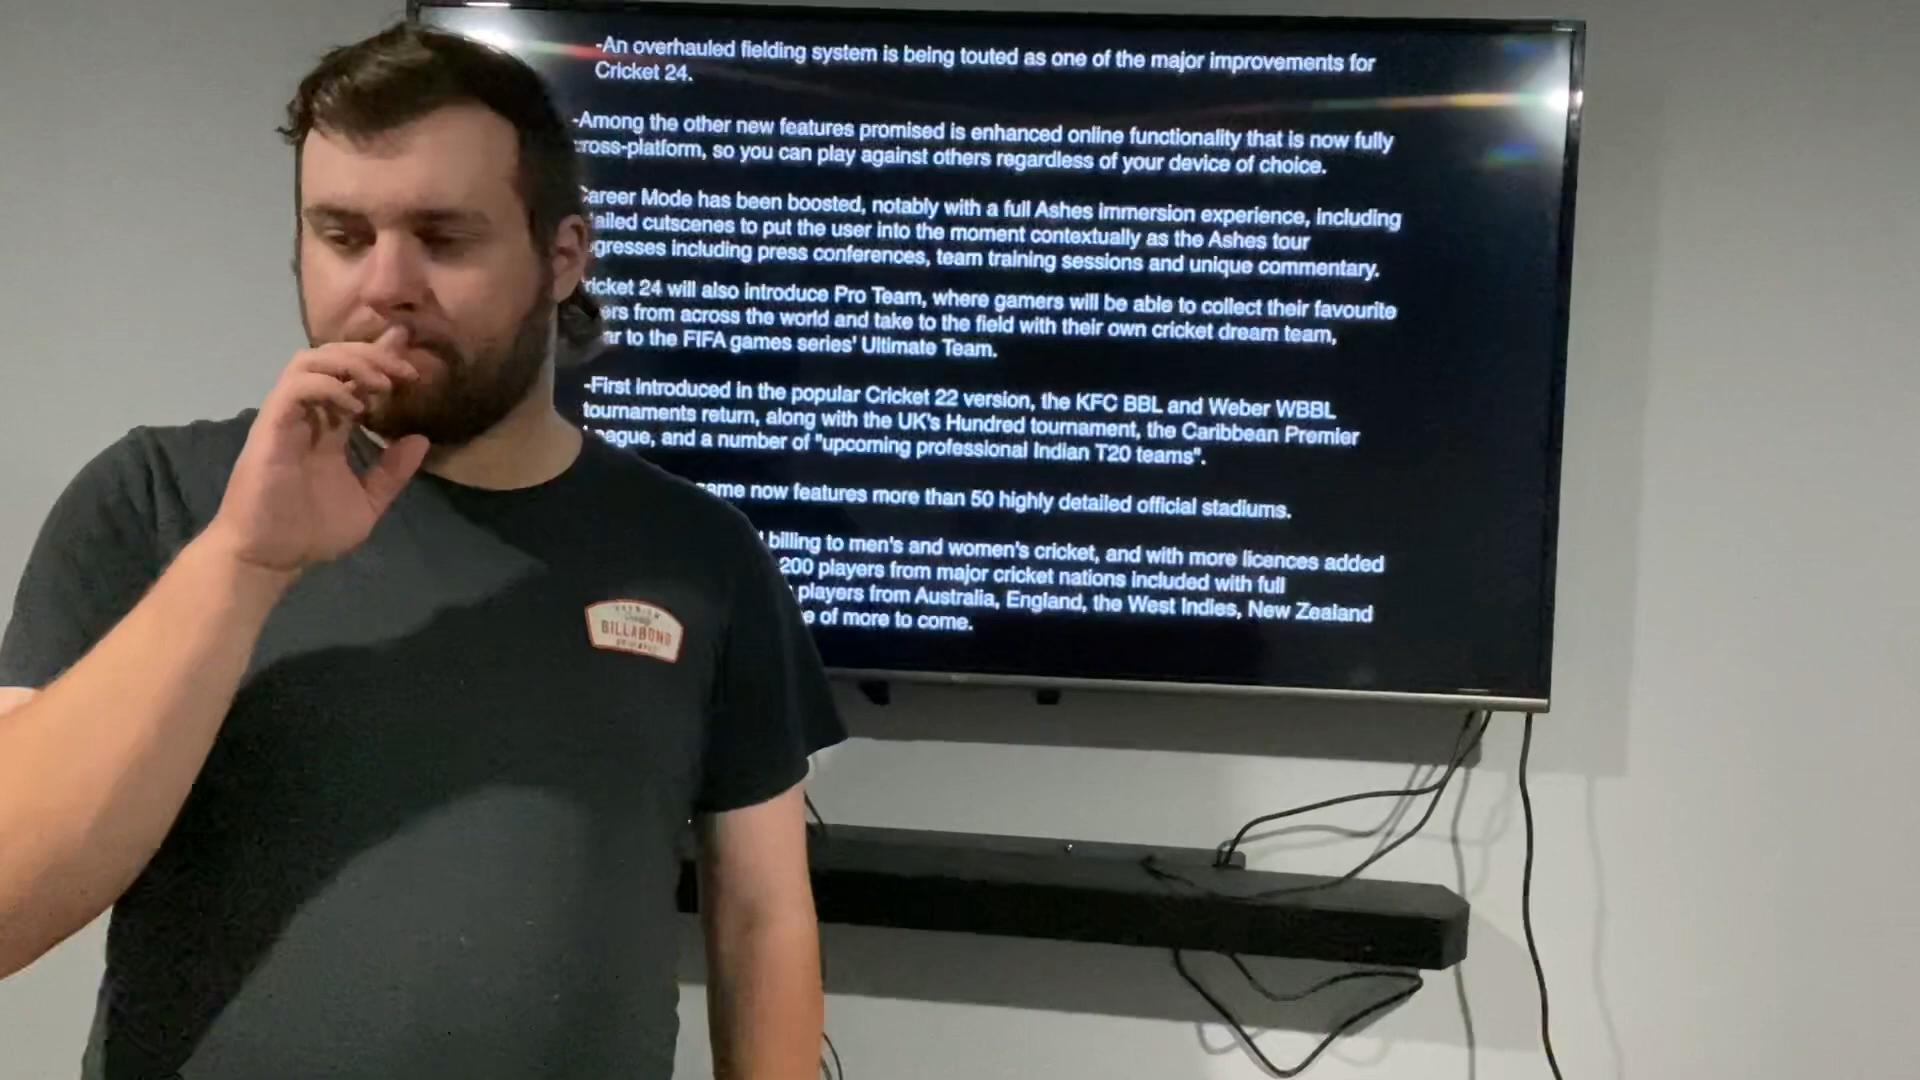 -An overhauled fielding system is being touted as one of the major improvements for
Cricket 24.
-Among the other new features promised is enhanced online functionality that is now fully
cross-platform, so you can play against others regardless of your device of choice.
Career Mode has been boosted, notably with a full Ashes immersion experience, including
cutscenes to put the user into the moment contextually as the Ashes tour
including press conferences, team training sessions and unique commentary.
ricket 24 will also introduce Pro Team, where gamers will be able to collect their favourite
from across the world and take to the field with their own cricket dream team,
to the FIFA games series' Ultimate Team.
-First introduced in the popular Cricket 22 version, the KFC BBL and Weber WBBL
tournaments return, along with the UK's Hundred tournament, the Caribbean Premier
League, and a number of "upcoming professional Indian T20 teams".
now features more than 50 highly detailed official stadiums.
billing to men's and women's cricket, and with more licences added
200 players from major cricket nations included with full
players from Australia, England, the West Indies, New Zealand
of more to come.
BILLABONG